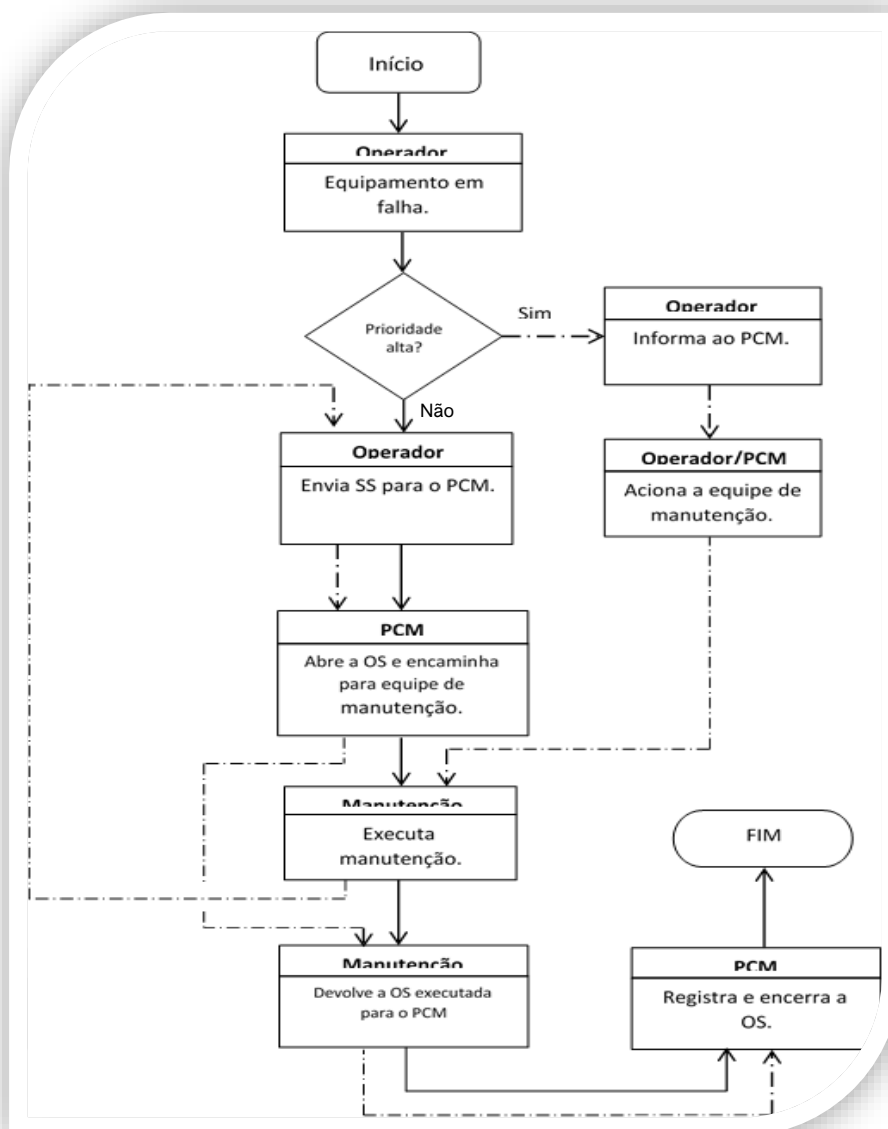 Início
Operador
Equipamento em
falha.
Prioridade
alta?
Sim
Operador
Informa ao PCM.
Não
Operador
Envia SS para o PCM.
Operador/PCM
Aciona a equipe de
manutenção.
PCM
Abre a OS e encaminha
para equipe de
manutenção.
Manutenção
Executa
manutenção.
Manutenção
Devolve a OS executada
para o PCM
PCM
Registra e encerra a
OS.
FIM